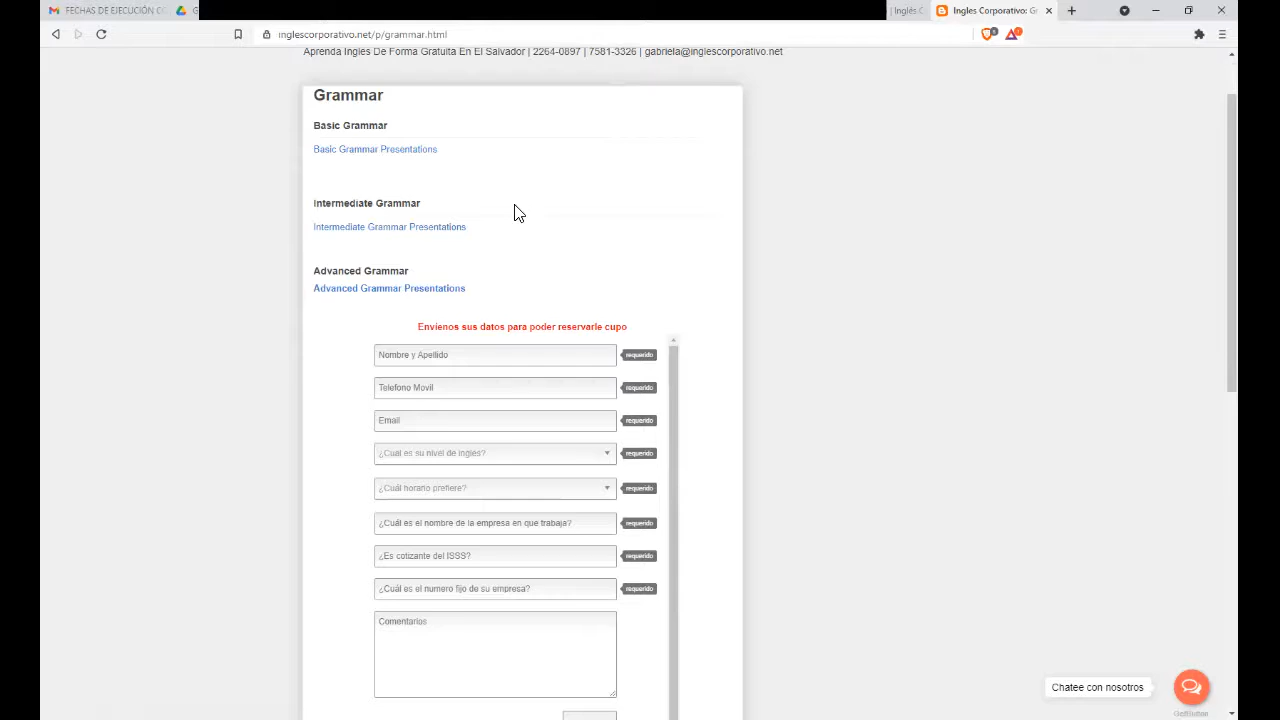 FECHAS DE EJECUCIÓN CO
G
| Inglés C
Ingles Corporativo: G
inglescorporativo.net/p/grammar.html
Aprenda Ingles De Forma Gratuita En El Salvador | 2264-0897 | 7581-3326 | gabriela@inglescorporativo.net
Grammar
Basic Grammar
Basic Grammar Presentations
Intermediate Grammar
Intermediate Grammar Presentations
Advanced Grammar
Advanced Grammar Presentations
Envienos sus datos para poder reservarle cupo
Nombre y Apellido
requerido
Telefono Movil
requerido
Email
requerido
¿Cuál es su nivel de ingles?
requerido
¿Cuál horario prefiere?
requerido
¿Cuál es el nombre de la empresa en que trabaja?
requerido
¿Es cotizante del ISSS?
requerido
¿Cuál es el numero fijo de su empresa?
requerido
Comentarios
Chatee con nosotros
GetButton